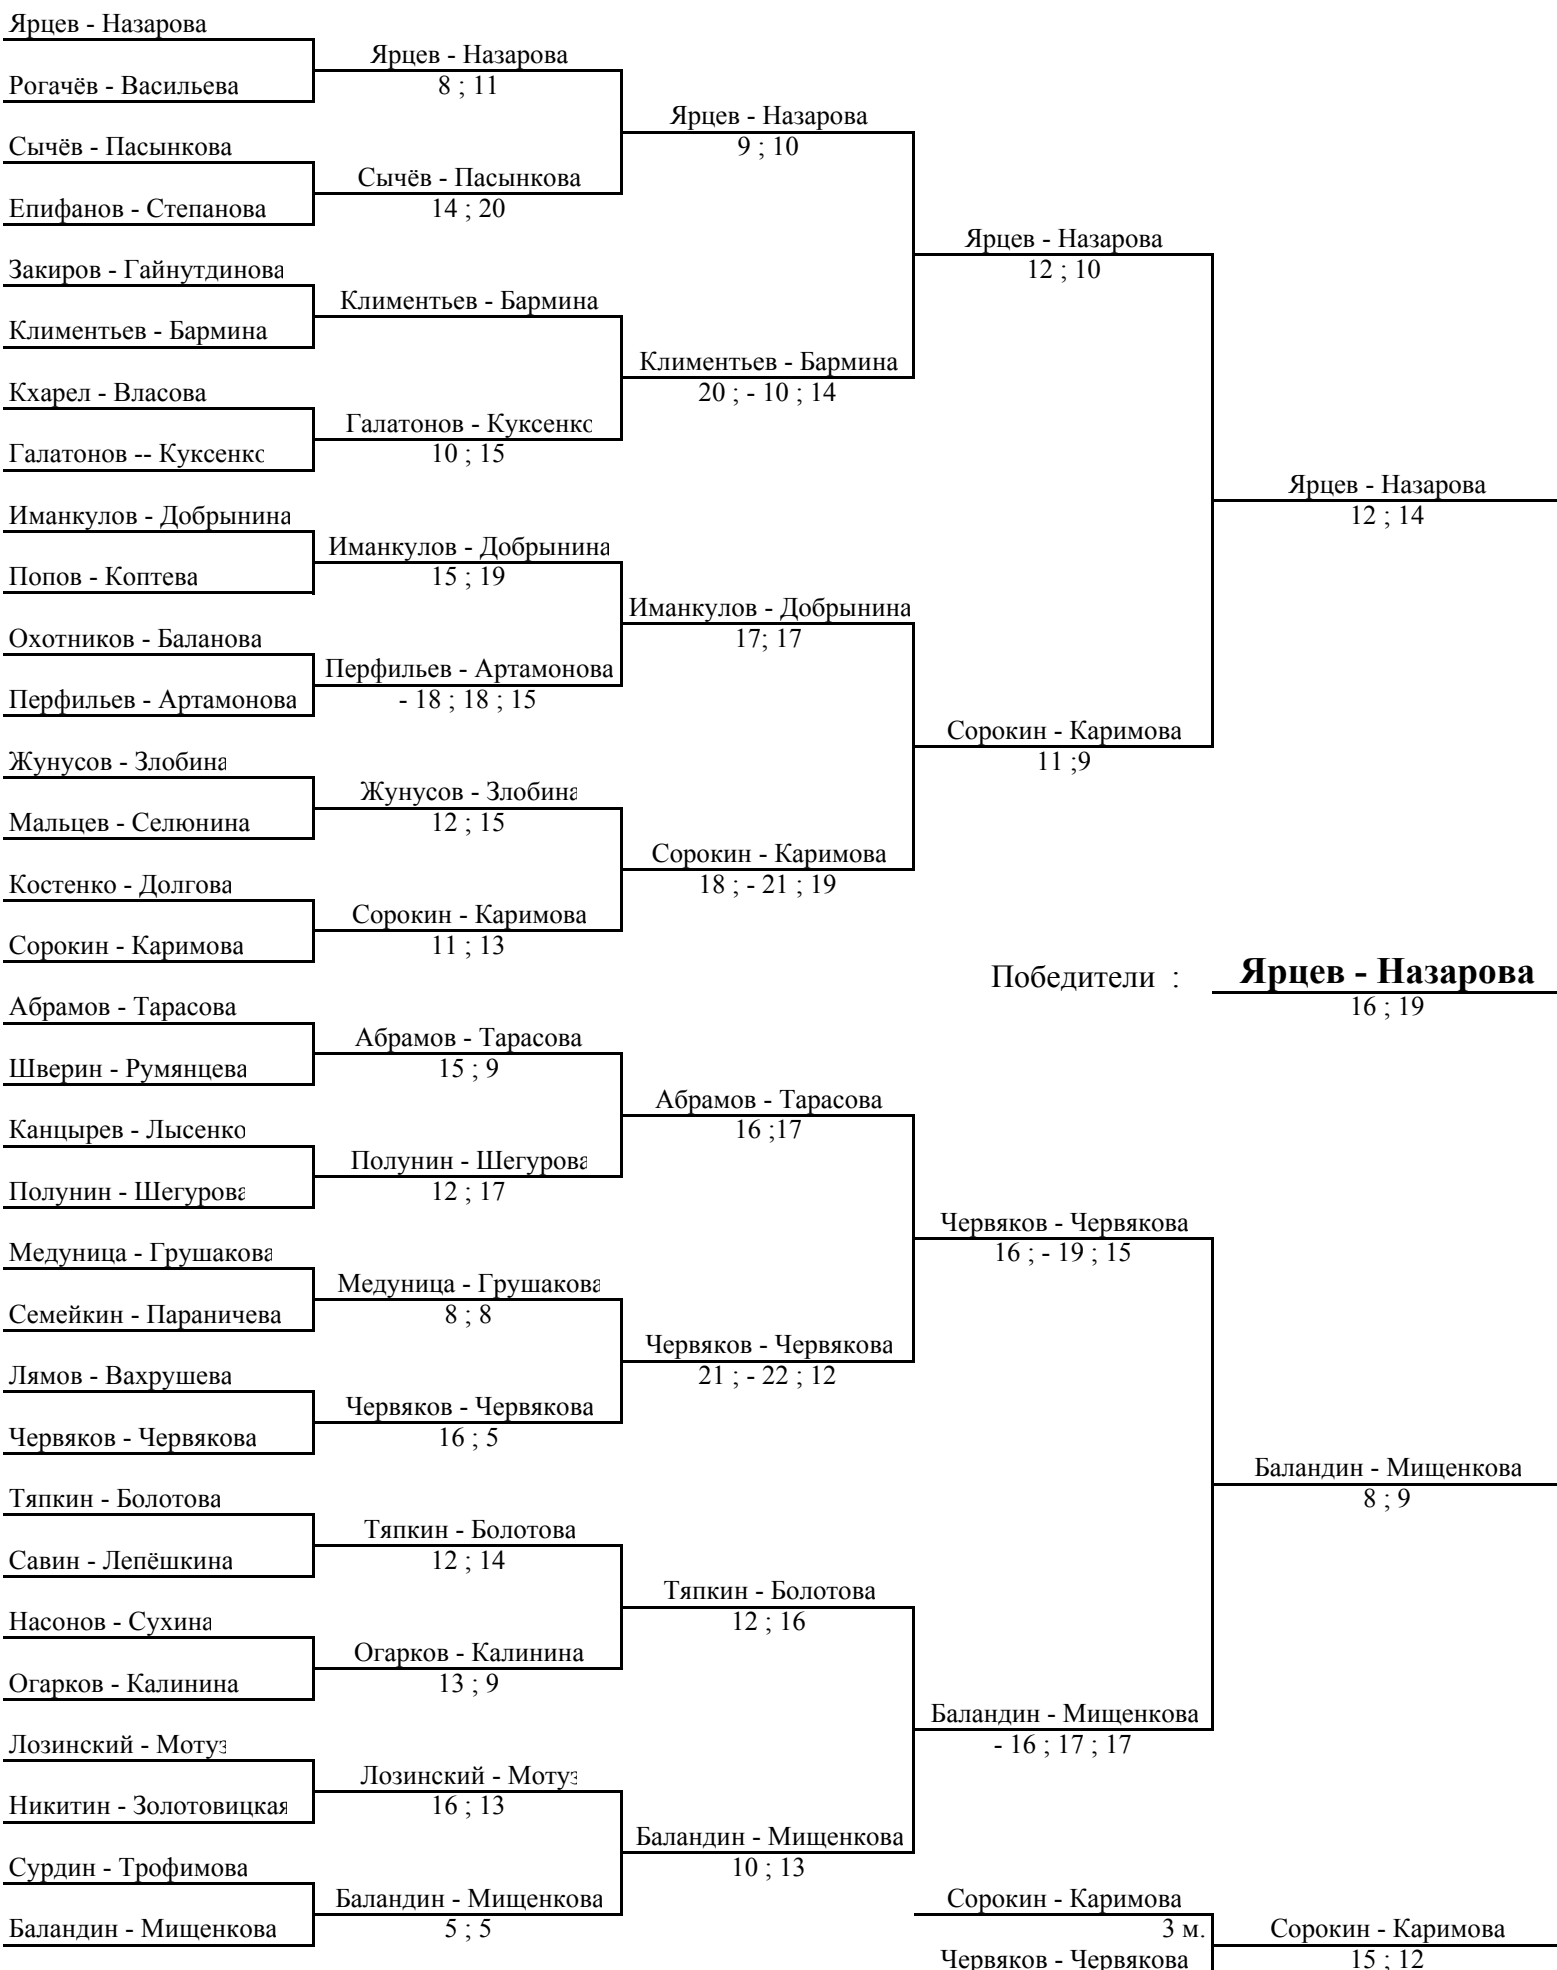 Ярцев - Назарова
Ярцев - Назарова
Рогачёв - Васильева
8 ; 11
Ярцев - Назарова
Сычёв - Пасынкова
9 ; 10
Сычёв - Пасынкова
Епифанов - Степанова
14 ; 20
Ярцев - Назарова
Закиров - Гайнутдинова
12 ; 10
Климентьев - Бармина
Климентьев - Бармина
Климентьев - Бармина
Кхарел - Власова
20 ; - 10 ; 14
Галатонов - Куксенко
Галатонов -- Куксенко
10 ; 15
Ярцев - Назарова
Иманкулов - Добрынина
12 ; 14
Иманкулов - Добрынина
Попов - Коптева
15 ; 19
Иманкулов - Добрынина
Охотников - Баланова
17; 17
Перфильев - Артамонова
Перфильев - Артамонова
- 18 ; 18 ; 15
Сорокин - Каримова
Жунусов - Злобина
11 ;9
Жунусов - Злобина
Мальцев - Селюнина
12 ; 15
Сорокин - Каримова
Костенко - Долгова
18 ; - 21 ; 19
Сорокин - Каримова
Сорокин - Каримова
11 ; 13
Победители : Ярцев - Назарова
Абрамов - Тарасова
16 ; 19
Абрамов - Тарасова
Шверин - Румянцева
15 ; 9
Абрамов - Тарасова
Канцырев - Лысенко
16 ;17
Полунин - Шегурова
Полунин - Шегурова
12 ; 17
Червяков - Червякова
Медуница - Грушакова
16 ; - 19 ; 15
Медуница - Грушакова
Семейкин - Параничева
8 ; 8
Червяков - Червякова
Лямов - Вахрушева
21 ; - 22 ; 12
Червяков - Червякова
Червяков - Червякова
16 ; 5
Баландин - Мищенкова
Тяпкин - Болотова
8 ; 9
Тяпкин - Болотова
Савин - Лепёшкина
12 ; 14
Тяпкин - Болотова
Насонов - Сухина
12 ; 16
Огарков - Калинина
Огарков - Калинина
13 ; 9
Баландин - Мищенкова
Лозинский - Мотуз
- 16 ; 17 ; 17
Лозинский - Мотуз
Никитин - Золотовицкая
16 ; 13
Баландин - Мищенкова
Сурдин - Трофимова
10 ; 13
Баландин - Мищенкова
Сорокин - Каримова
Баландин - Мищенкова
5 ; 5
3 м.
Сорокин - Каримова
Червяков - Червякова
15 ; 12